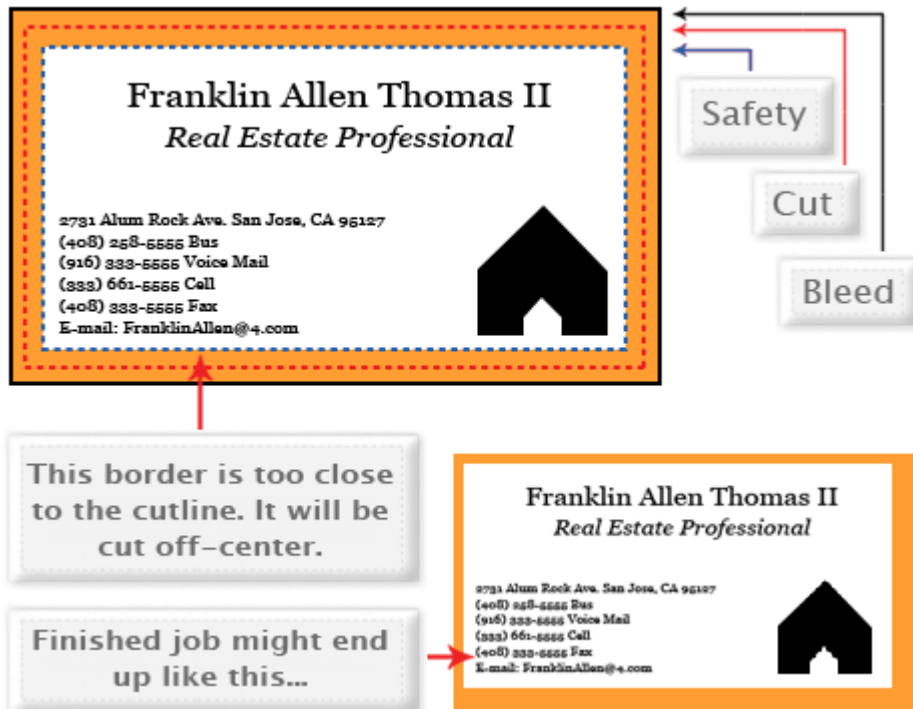 Franklin Allen Thomas II
Real Estate Professional
2731 Alum Rock Ave. San Jose, CA 95127
(408) 258-5555 Bus
(916) 333-5555 Voice Mail
(333) 661-5555 Cell
(408) 333-5555 Fax
E-mail: FranklinAllen@4.com
Safety
Cut
Bleed
This border is too close
to the cutline. It will be
cut off-center.
Finished job might end
up like this...
Franklin Allen Thomas II
Real Estate Professional
2731 Alum Rock Ave. San Jose, CA 95127
(408) 258-5555 Bus
(916) 333-5555 Voice Mail
(333) 661-5555 Cell
(408) 333-5555 Fax
E-mail: FranklinAllen@4.com